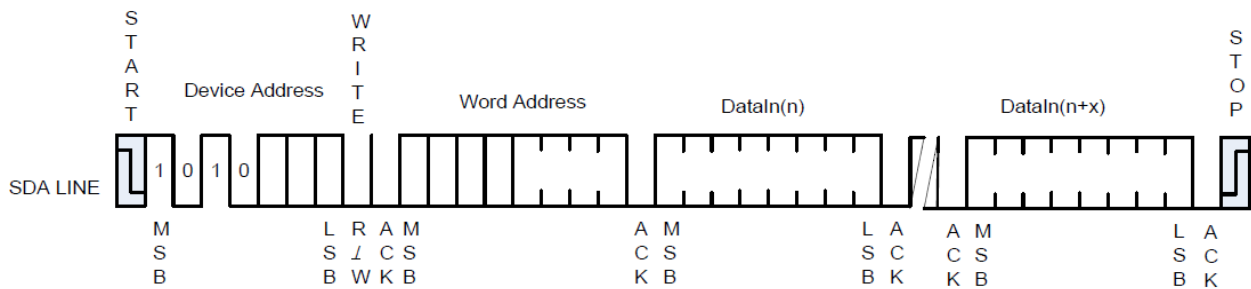 START
WRITE
STOP
Device Address
Word Address
DataIn(n)
DataIn(n+x)
SDA LINE
1 0 1 0
MSB
LSB
R/W
ACK
MSB
ACK
MSB
LSB
ACK
ACK
MSB
LSB
ACK